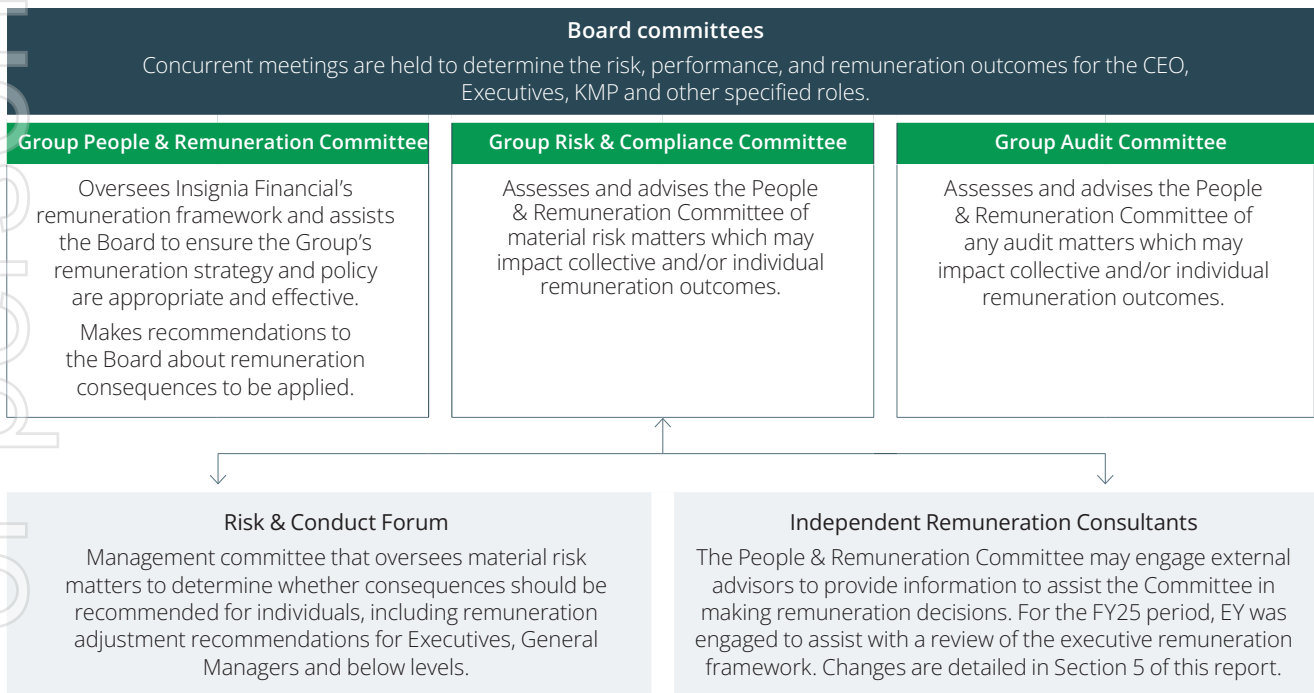 Board committees
Concurrent meetings are held to determine the risk, performance, and remuneration outcomes for the CEO,
Executives, KMP and other specified roles.
Group People & Remuneration Committee
Oversees Insignia Financial’s
remuneration framework and assists
the Board to ensure the Group’s
remuneration strategy and policy
are appropriate and effective.
Makes recommendations to
the Board about remuneration
consequences to be applied.
Group Risk & Compliance Committee
Assesses and advises the People
& Remuneration Committee of
material risk matters which may
impact collective and/or individual
remuneration outcomes.
Group Audit Committee
Assesses and advises the People
& Remuneration Committee of
any audit matters which may
impact collective and/or individual
remuneration outcomes.
Risk & Conduct Forum
Management committee that oversees material risk
matters to determine whether consequences should be
recommended for individuals, including remuneration
adjustment recommendations for Executives, General
Managers and below levels.
Independent Remuneration Consultants
The People & Remuneration Committee may engage external
advisors to provide information to assist the Committee in
making remuneration decisions. For the FY25 period, EY was
engaged to assist with a review of the executive remuneration
framework. Changes are detailed in Section 5 of this report.